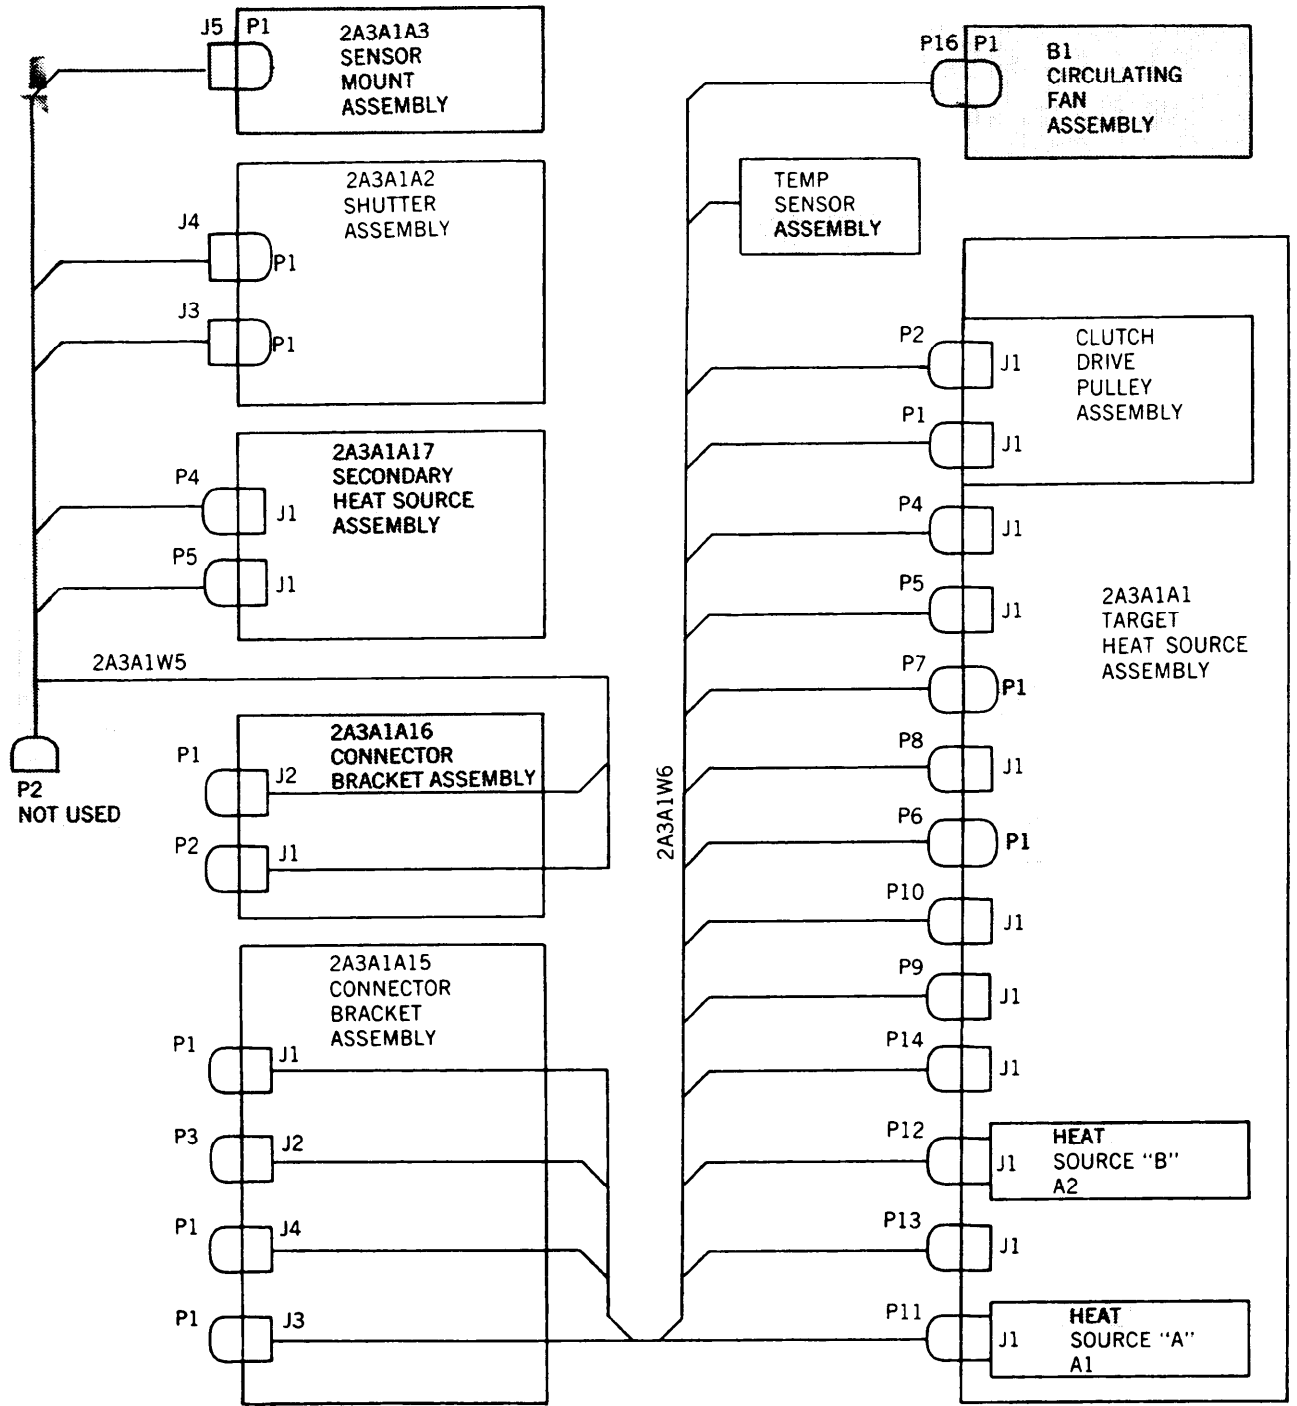 J5 P1
2A3A1A3
SENSOR
MOUNT
ASSEMBLY
2A3A1A2
SHUTTER
ASSEMBLY
J4
P1
J3
P1
2A3A1A17
SECONDARY
HEAT SOURCE
ASSEMBLY
P4
J1
P5
J1
2A3A1W5
P2
NOT USED
2A3A1A16
CONNECTOR
BRACKET ASSEMBLY
P1
J2
P2
J1
2A3A1A15
CONNECTOR
BRACKET
ASSEMBLY
P1
J1
P3
J2
P1
J4
P1
J3
2A3A1W6
P16 P1
B1
CIRCULATING
FAN
ASSEMBLY
TEMP
SENSOR
ASSEMBLY
CLUTCH
DRIVE
PULLEY
ASSEMBLY
P2
J1
P1
J1
P4
J1
P5
J1
2A3A1A1
TARGET
HEAT SOURCE
ASSEMBLY
P7
P1
P8
J1
P6
P1
P10
J1
P9
J1
P14
J1
P12
J1
HEAT
SOURCE "B"
A2
P13
J1
P11
J1
HEAT
SOURCE "A"
A1